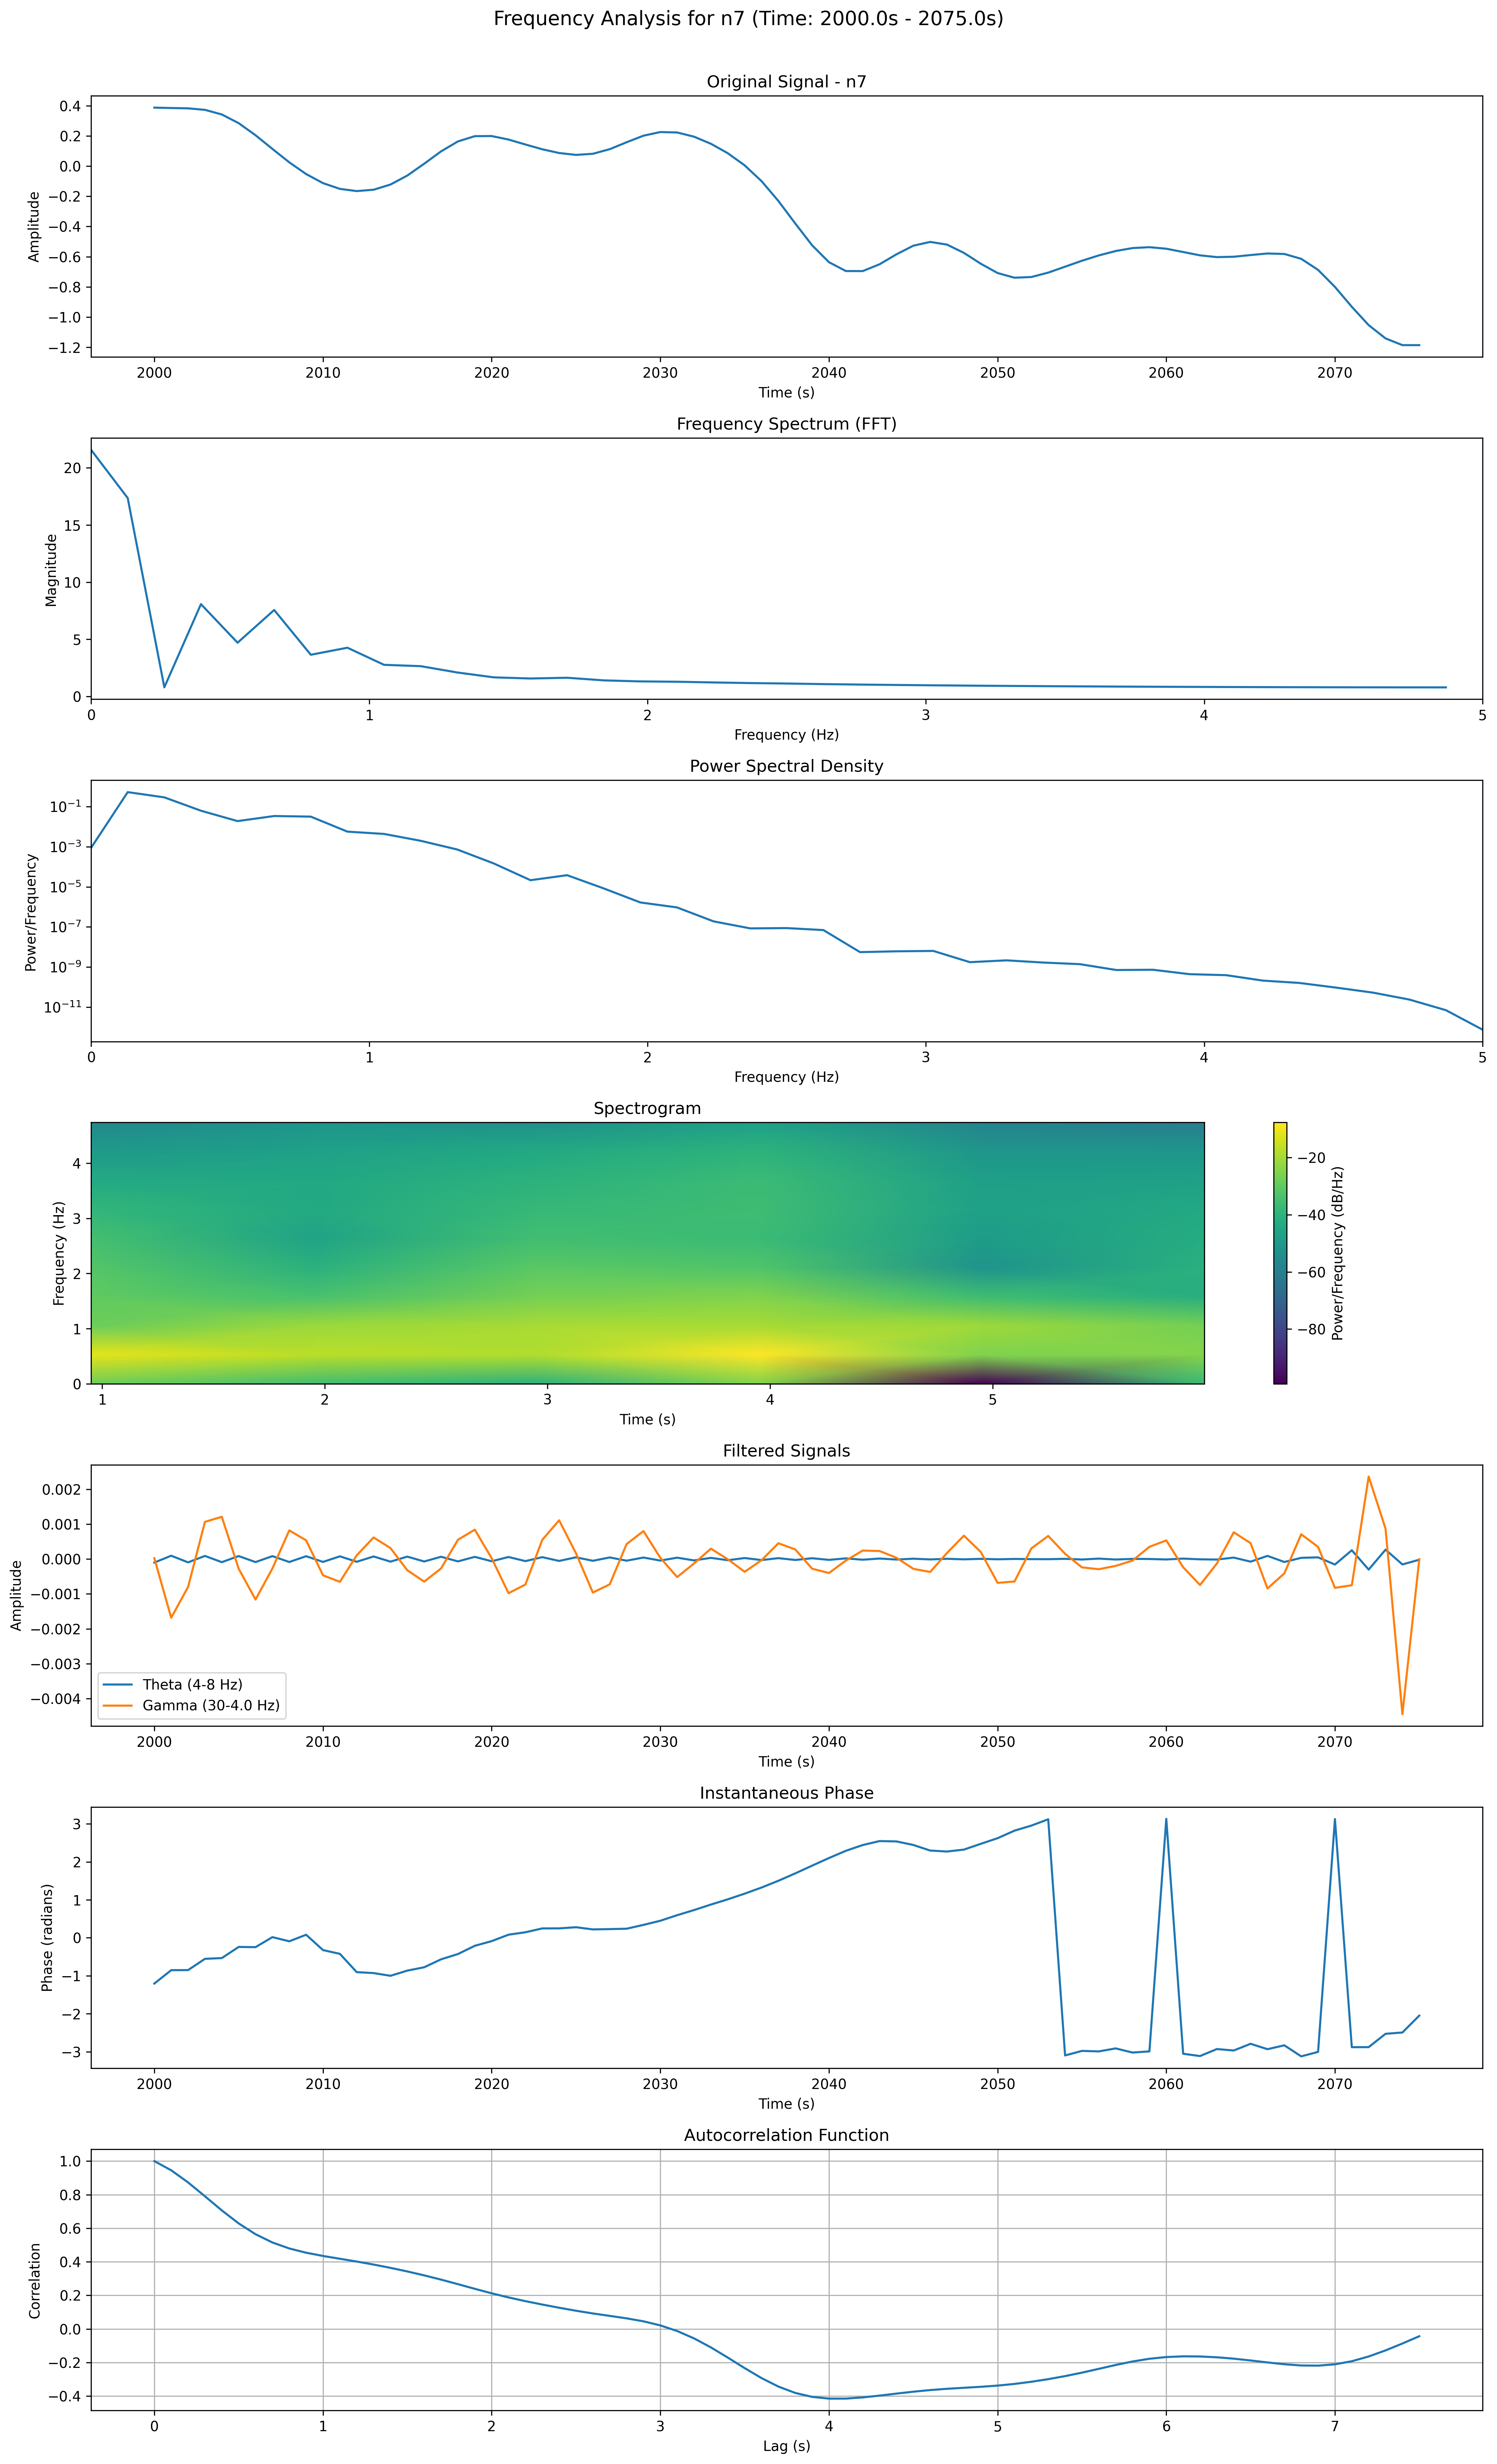 Frequency Analysis for n7 (Time: 2000.0s - 2075.0s)
Original Signal - n7
0.4
0.2
0.0
−0.2
−0.4
−0.6
−0.8
−1.0
−1.2
Amplitude
2000 2010 2020 2030 2040 2050 2060 2070
Time (s)
Frequency Spectrum (FFT)
20
15
10
5
0
Magnitude
0 1 2 3 4 5
Frequency (Hz)
Power Spectral Density
10⁻¹
10⁻³
10⁻⁵
10⁻⁷
10⁻⁹
10⁻¹¹
Power/Frequency
0 1 2 3 4 5
Frequency (Hz)
Spectrogram
4
3
2
1
0
Frequency (Hz)
1 2 3 4 5
Time (s)
−20
−40
−60
−80
Power/Frequency (dB/Hz)
Filtered Signals
0.002
0.001
0.000
−0.001
−0.002
−0.003
−0.004
Amplitude
Theta (4-8 Hz)
Gamma (30-4.0 Hz)
2000 2010 2020 2030 2040 2050 2060 2070
Time (s)
Instantaneous Phase
3
2
1
0
−1
−2
−3
Phase (radians)
2000 2010 2020 2030 2040 2050 2060 2070
Time (s)
Autocorrelation Function
1.0
0.8
0.6
0.4
0.2
0.0
−0.2
−0.4
Correlation
0 1 2 3 4 5 6 7
Lag (s)